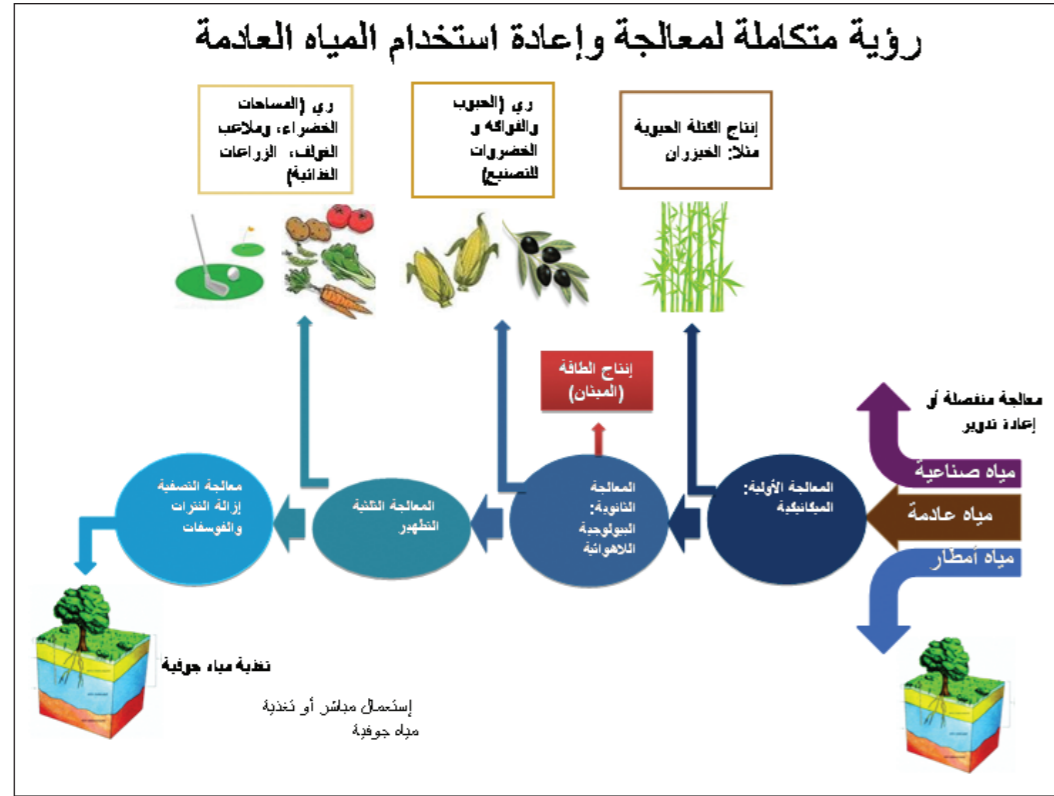 رؤية متكاملة لمعالجة وإعادة استخدام المياه العادمة
إنتاج الكتلة الحيوية
مثلا: الخيزران
ري (الحبوب
والفواكه و
الخضروات
للتصنيع)
ري (المساحات
الخضراء، وملاعب
الغولف، الزراعات
الغذائية)
إنتاج الطاقة
(الميثان)
معالجة منفصلة أو
إعادة تدوير
مياه صناعية
مياه عادمة
مياه أمطار
المعالجة الأولية:
الميكانيكية
المعالجة
الثانوية:
البيولوجية
اللاهوائية
المعالجة الثلثية
التطهير
معالجة التصفية
إزالة النترات
والفوسفات
تغذية مياه جوفية
إستعمال مباشر أو تغذية
مياه جوفية